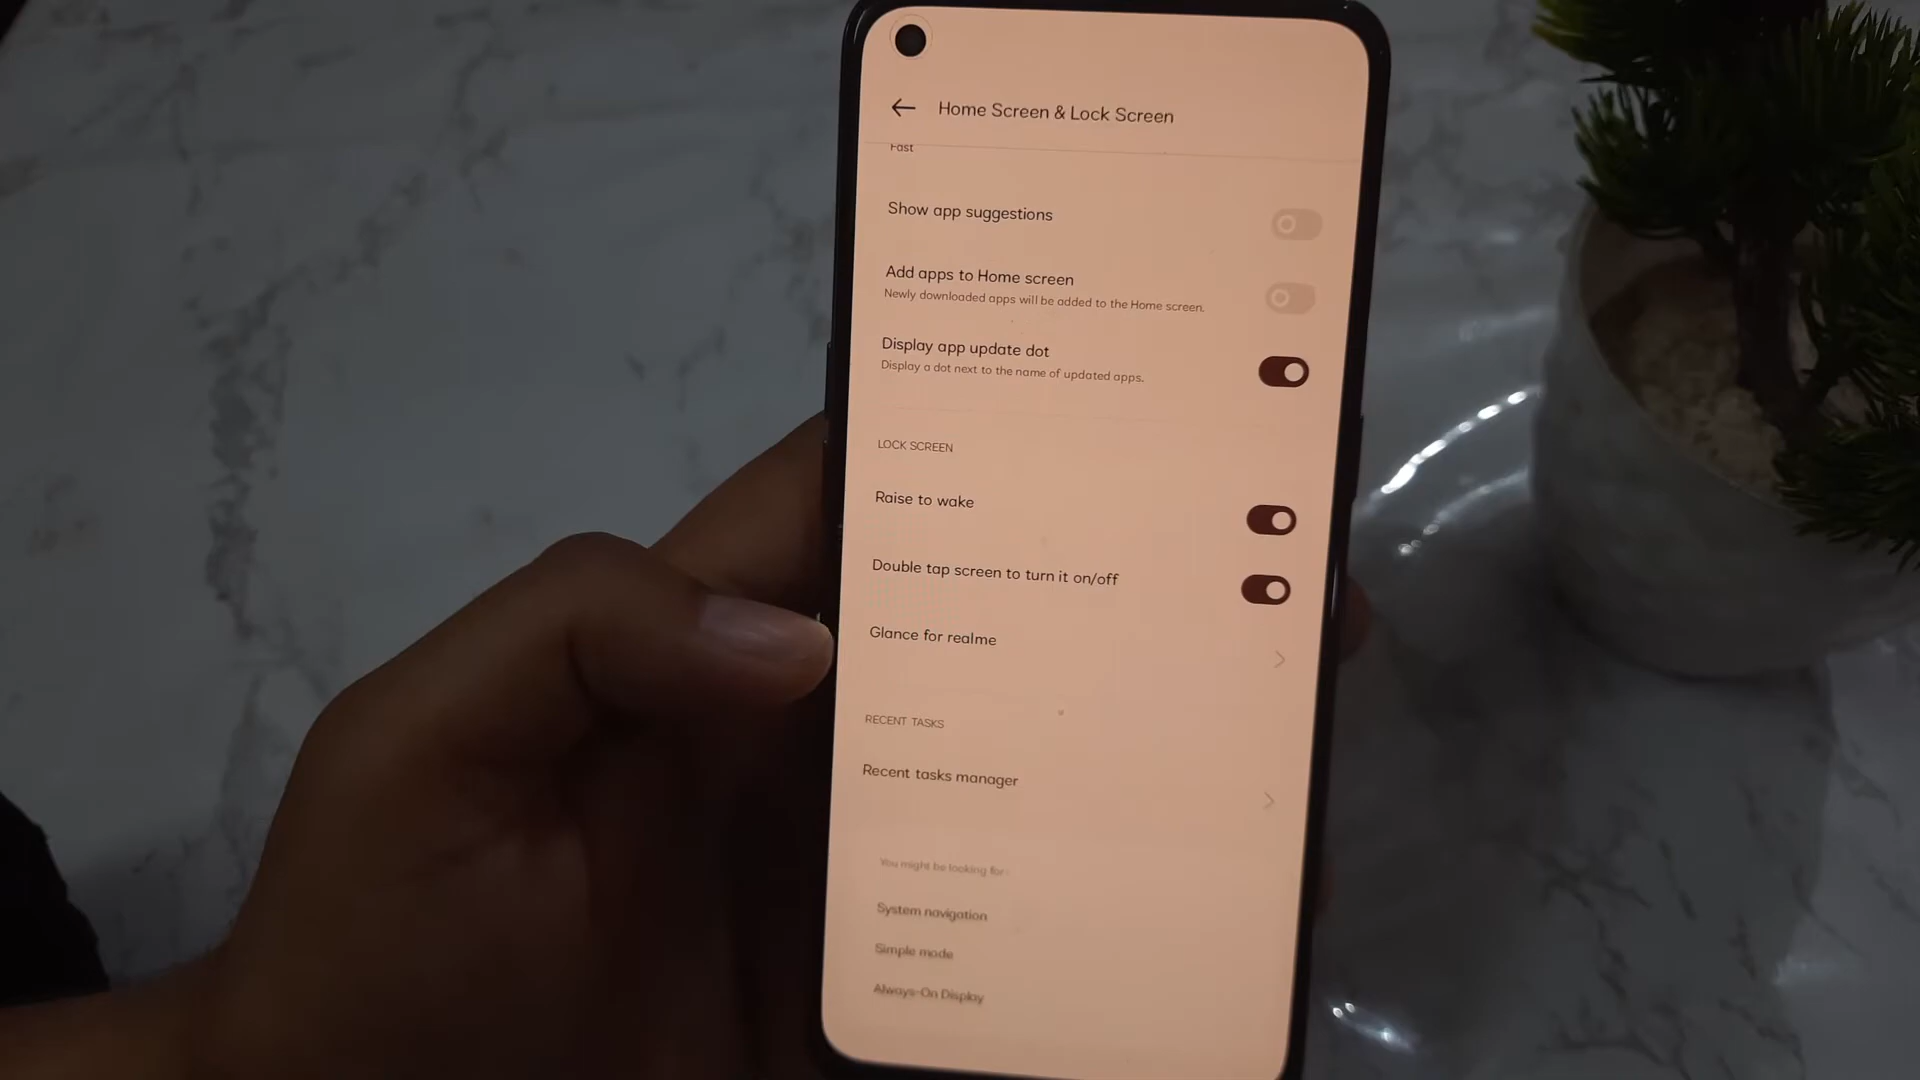 Home Screen & Lock Screen
Fast
Show app suggestions
Add apps to Home screen
Newly downloaded apps will be added to the Home screen.
Display app update dot
Display a dot next to the name of updated apps.
LOCK SCREEN
Raise to wake
Double tap screen to turn it on/off
Glance for realme
RECENT TASKS
Recent tasks manager
You might be looking for:
System navigation
Simple mode
Always-On Display